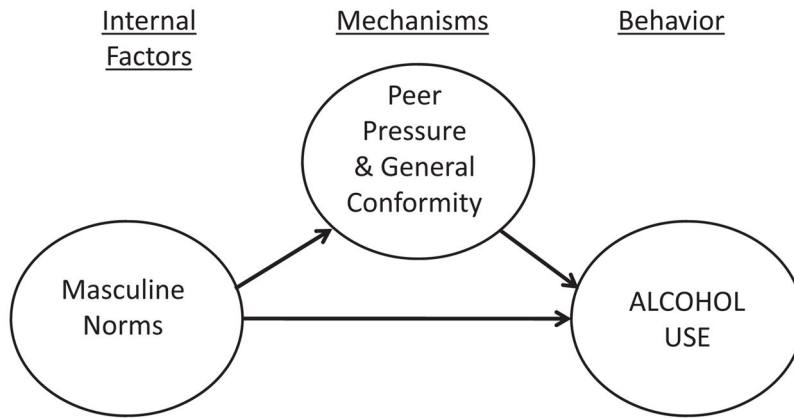 Internal
Factors
Mechanisms
Behavior
Peer
Pressure
& General
Conformity
Masculine
Norms
ALCOHOL
USE